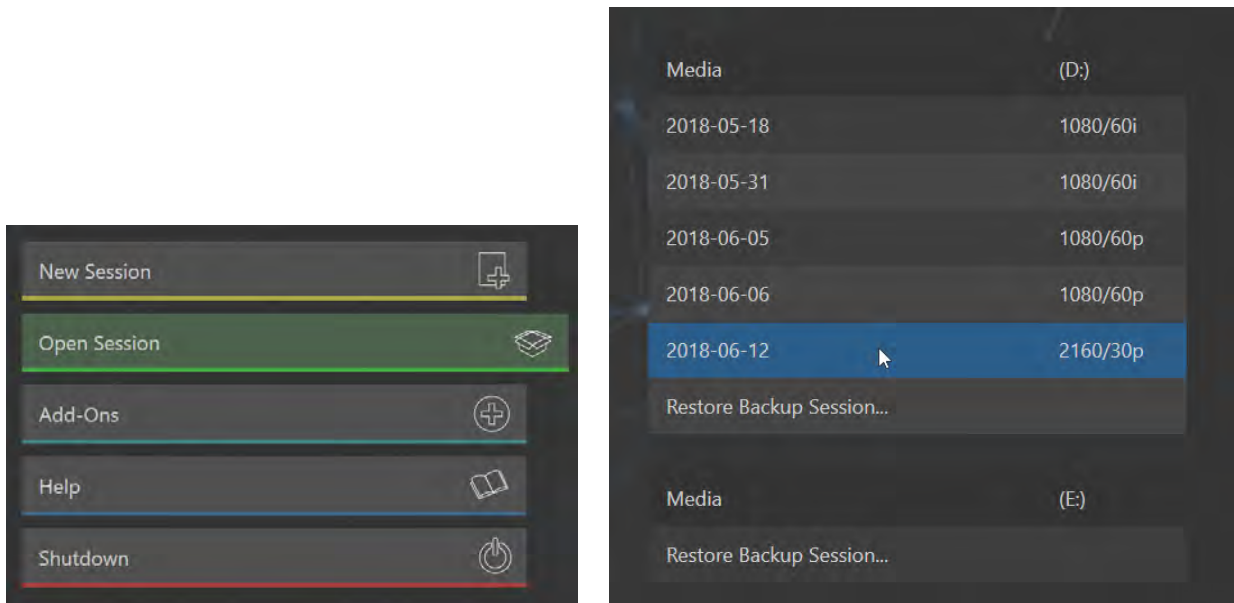 New Session
Open Session
Add-Ons
Help
Shutdown
Media (D:)
2018-05-18 1080/60i
2018-05-31 1080/60i
2018-06-05 1080/60p
2018-06-06 1080/60p
2018-06-12 2160/30p
Restore Backup Session...
Media (E:)
Restore Backup Session...